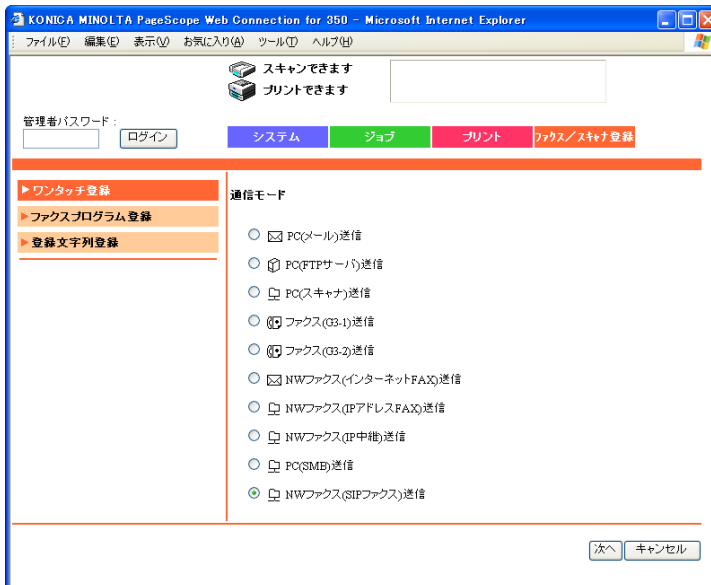 KONICA MINOLTA PageScope Web Connection for 350 - Microsoft Internet Explorer
ファイル(F) 編集(E) 表示(V) お気に入り(A) ツール(T) ヘルプ(H)
スキャンできます
プリントできます
管理者パスワード:
ログイン
システム ジョブ プリント ファクス/スキャナ登録
ワンタッチ登録
ファクスプログラム登録
登録文字列登録
通信モード
PC(メール)送信
PC(FTPサーバ)送信
PC(スキャナ)送信
ファクス(G3-1)送信
ファクス(G3-2)送信
NWファクス(インターネットFAX)送信
NWファクス(IPアドレスFAX)送信
NWファクス(IP中継)送信
PC(SMB)送信
NWファクス(SIPファクス)送信
次へ キャンセル